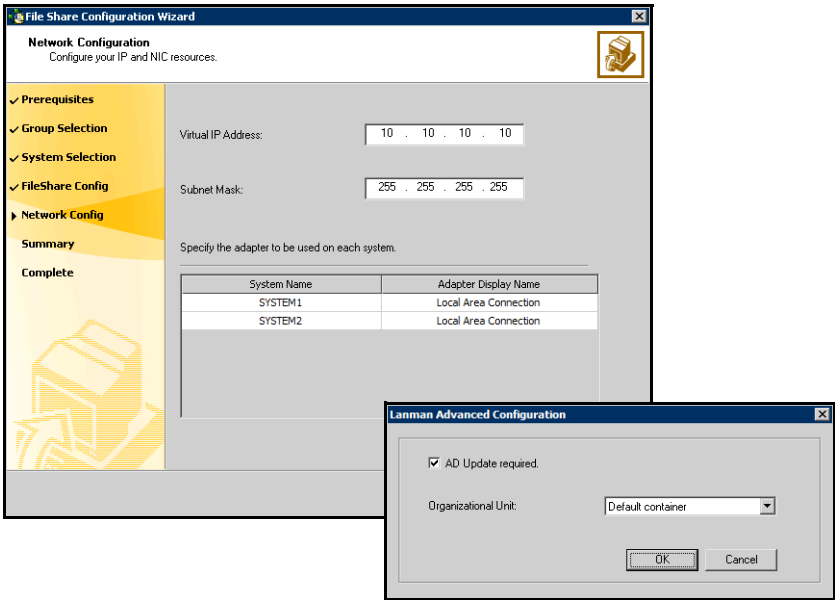 File Share Configuration Wizard
Network Configuration
Configure your IP and NIC resources.
Prerequisites
Group Selection
System Selection
FileShare Config
Network Config
Summary
Complete
Virtual IP Address:
10 . 10 . 10 . 10
Subnet Mask:
255 . 255 . 255 . 255
Specify the adapter to be used on each system.
System Name Adapter Display Name
SYSTEM1 Local Area Connection
SYSTEM2 Local Area Connection
Lanman Advanced Configuration
AD Update required.
Organizational Unit:
Default container
OK Cancel